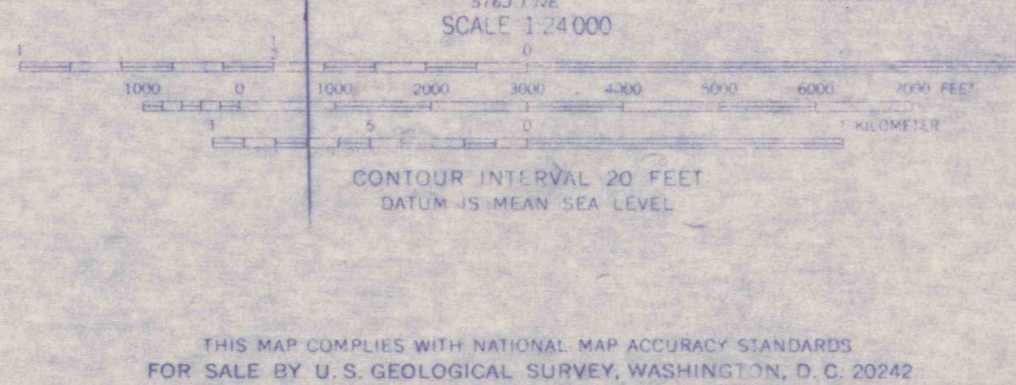 SCALE 1:24 000
1 0
1000 0 1000 2000 3000 4000 5000 6000 7000 FEET
1 5 0 1 KILOMETER
CONTOUR INTERVAL 20 FEET
DATUM IS MEAN SEA LEVEL
THIS MAP COMPLIES WITH NATIONAL MAP ACCURACY STANDARDS
FOR SALE BY U. S. GEOLOGICAL SURVEY, WASHINGTON, D. C. 20242